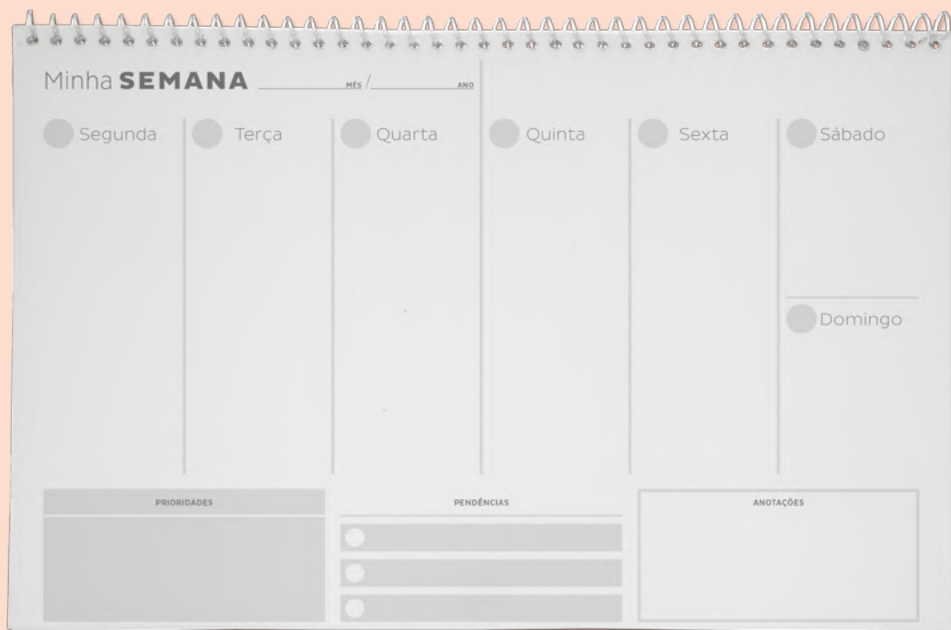 Minha SEMANA MÊS / ANO
Segunda Terça Quarta Quinta Sexta Sábado
Domingo
PRIORIDADES PENDÊNCIAS ANOTAÇÕES